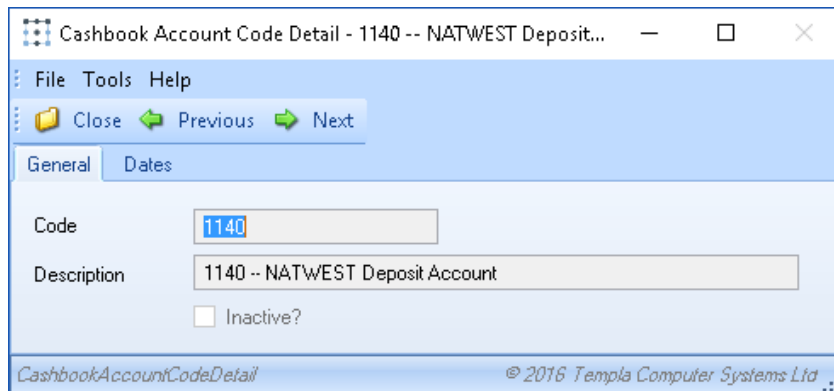 Cashbook Account Code Detail - 1140 -- NATWEST Deposit...
File Tools Help
Close Previous Next
General Dates
Code 1140
Description 1140 -- NATWEST Deposit Account
Inactive?
CashbookAccountCodeDetail © 2016 Templa Computer Systems Ltd